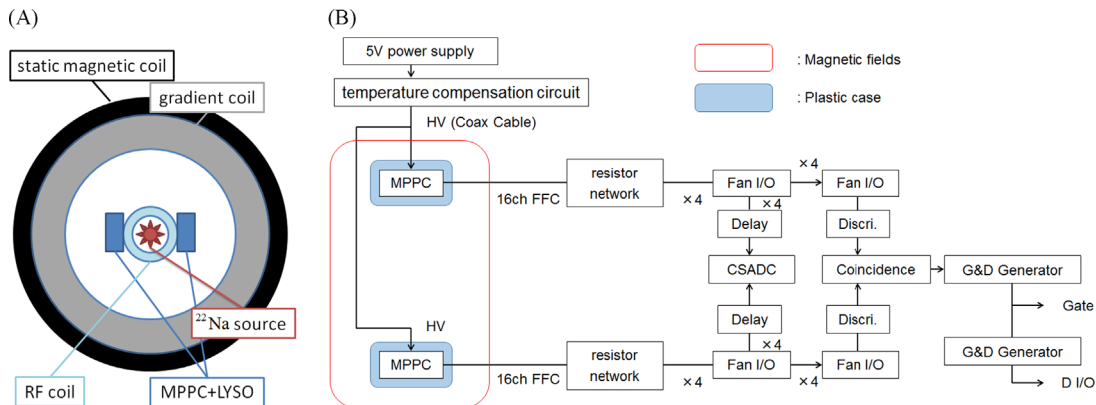 (A)
static magnetic coil
gradient coil
²²Na source
RF coil
MPPC+LYSO
(B)
5V power supply
temperature compensation circuit
HV (Coax Cable)
: Magnetic fields
: Plastic case
MPPC
16ch FFC
resistor
network
×4
Fan I/O
×4
Fan I/O
×4
Delay
Discri.
CSADC
Coincidence
G&D Generator
Gate
Delay
Discri.
G&D Generator
D I/O
HV
MPPC
16ch FFC
resistor
network
×4
×4
Fan I/O
×4
Fan I/O